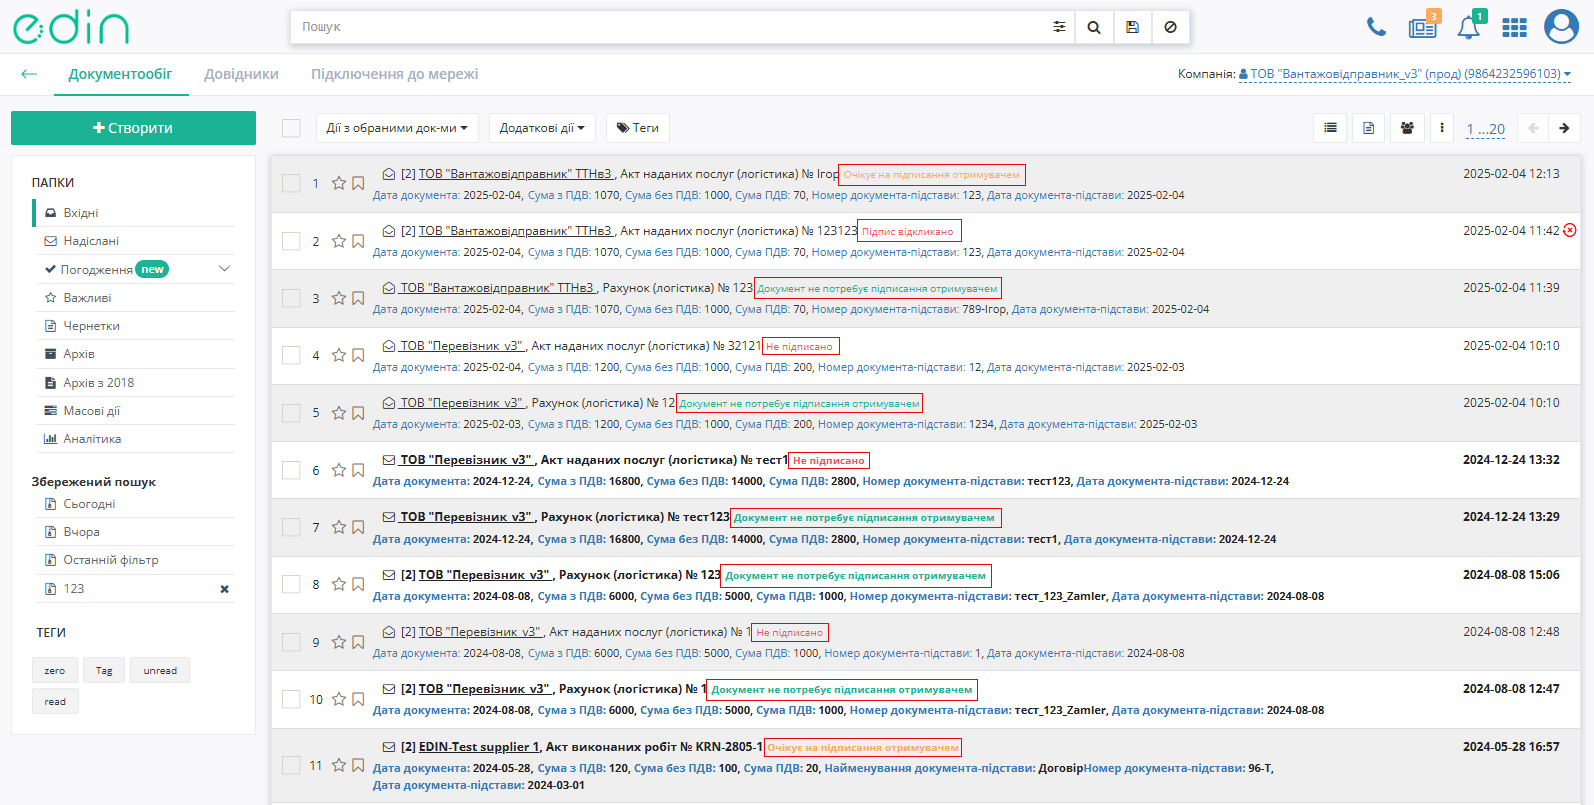 edin
Пошук
3
1
Документообіг
Довідники
Підключення до мережі
Компанія: ТОВ "Вантажовідправник_v3" (прод) (9864232596103)
Створити
Дії з обраними док-ми
Додаткові дії
Теги
1 ...20
ПАПКИ
Вхідні
Надіслані
Погодження new
Важливі
Чернетки
Архів
Архів з 2018
Масові дії
Аналітика
Збережений пошук
Сьогодні
Вчора
Останній фільтр
123
ТЕГИ
zero
Tag
unread
read
1 [2] ТОВ "Вантажовідправник" ТТНв3 , Акт наданих послуг (логістика) № Ігор Очікує на підписання отримувачем 2025-02-04 12:13
Дата документа: 2025-02-04, Сума з ПДВ: 1070, Сума без ПДВ: 1000, Сума ПДВ: 70, Номер документа-підстави: 123, Дата документа-підстави: 2025-02-04
2 [2] ТОВ "Вантажовідправник" ТТНв3 , Акт наданих послуг (логістика) № 123123 Підпис відкликано 2025-02-04 11:42
Дата документа: 2025-02-04, Сума з ПДВ: 1070, Сума без ПДВ: 1000, Сума ПДВ: 70, Номер документа-підстави: 123, Дата документа-підстави: 2025-02-04
3 ТОВ "Вантажовідправник" ТТНв3 , Рахунок (логістика) № 123 Документ не потребує підписання отримувачем 2025-02-04 11:39
Дата документа: 2025-02-04, Сума з ПДВ: 1070, Сума без ПДВ: 1000, Сума ПДВ: 70, Номер документа-підстави: 789-Ігор, Дата документа-підстави: 2025-02-04
4 ТОВ "Перевізник_v3" , Акт наданих послуг (логістика) № 32121 Не підписано 2025-02-04 10:10
Дата документа: 2025-02-04, Сума з ПДВ: 1200, Сума без ПДВ: 1000, Сума ПДВ: 200, Номер документа-підстави: 12, Дата документа-підстави: 2025-02-03
5 ТОВ "Перевізник_v3" , Рахунок (логістика) № 12 Документ не потребує підписання отримувачем 2025-02-04 10:10
Дата документа: 2025-02-03, Сума з ПДВ: 1200, Сума без ПДВ: 1000, Сума ПДВ: 200, Номер документа-підстави: 1234, Дата документа-підстави: 2025-02-03
6 ТОВ "Перевізник_v3" , Акт наданих послуг (логістика) № тест1 Не підписано 2024-12-24 13:32
Дата документа: 2024-12-24, Сума з ПДВ: 16800, Сума без ПДВ: 14000, Сума ПДВ: 2800, Номер документа-підстави: тест123, Дата документа-підстави: 2024-12-24
7 ТОВ "Перевізник_v3" , Рахунок (логістика) № тест123 Документ не потребує підписання отримувачем 2024-12-24 13:29
Дата документа: 2024-12-24, Сума з ПДВ: 16800, Сума без ПДВ: 14000, Сума ПДВ: 2800, Номер документа-підстави: тест1, Дата документа-підстави: 2024-12-24
8 [2] ТОВ "Перевізник_v3" , Рахунок (логістика) № 123 Документ не потребує підписання отримувачем 2024-08-08 15:06
Дата документа: 2024-08-08, Сума з ПДВ: 6000, Сума без ПДВ: 5000, Сума ПДВ: 1000, Номер документа-підстави: тест_123_Zamler, Дата документа-підстави: 2024-08-08
9 [2] ТОВ "Перевізник_v3" , Акт наданих послуг (логістика) № 1 Не підписано 2024-08-08 12:48
Дата документа: 2024-08-08, Сума з ПДВ: 6000, Сума без ПДВ: 5000, Сума ПДВ: 1000, Номер документа-підстави: 1, Дата документа-підстави: 2024-08-08
10 [2] ТОВ "Перевізник_v3" , Рахунок (логістика) № 1 Документ не потребує підписання отримувачем 2024-08-08 12:47
Дата документа: 2024-08-08, Сума з ПДВ: 6000, Сума без ПДВ: 5000, Сума ПДВ: 1000, Номер документа-підстави: тест_123_Zamler, Дата документа-підстави: 2024-08-08
11 [2] EDIN-Test supplier 1, Акт виконаних робіт № KRN-2805-1 Очікує на підписання отримувачем 2024-05-28 16:57
Дата документа: 2024-05-28, Сума з ПДВ: 120, Сума без ПДВ: 100, Сума ПДВ: 20, Найменування документа-підстави: ДоговірНомер документа-підстави: 96-Т,
Дата документа-підстави: 2024-03-01